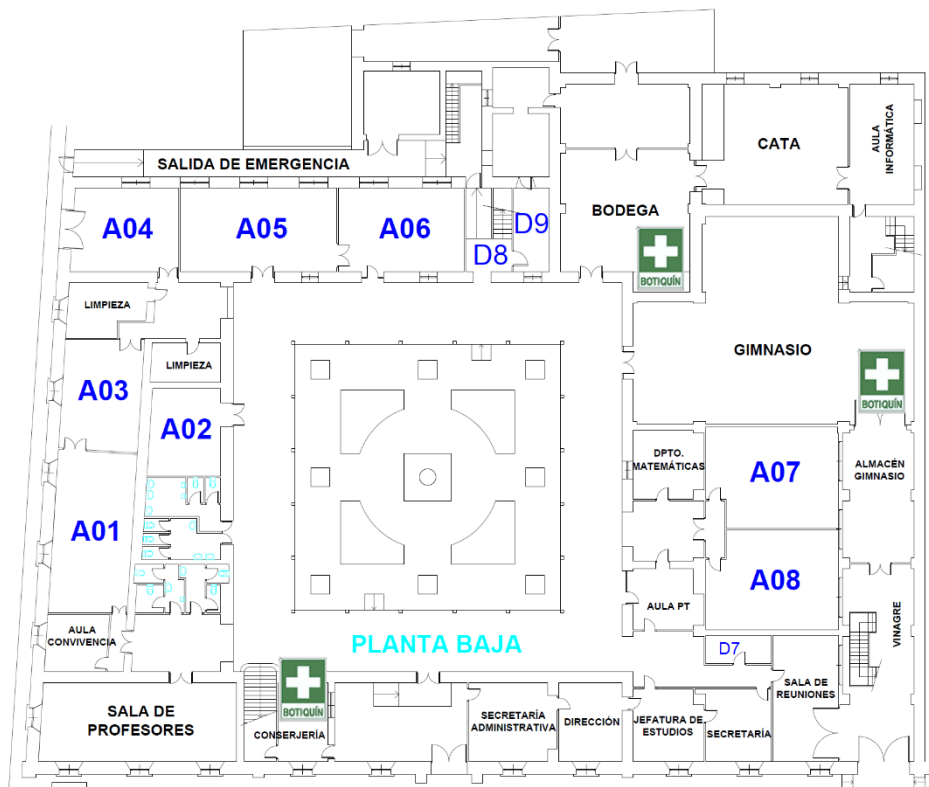 SALIDA DE EMERGENCIA
CATA
AULA
INFORMÁTICA
A04
A05
A06
D9
D8
BODEGA
BOTIQUÍN
LIMPIEZA
LIMPIEZA
GIMNASIO
BOTIQUÍN
A03
A02
DPTO.
MATEMÁTICAS
A07
ALMACÉN
GIMNASIO
A01
A08
AULA PT
VINAGRE
AULA
CONVIVENCIA
PLANTA BAJA
D7
SALA DE
REUNIONES
BOTIQUÍN
SALA DE
PROFESORES
CONSERJERÍA
SECRETARÍA
ADMINISTRATIVA
DIRECCIÓN
JEFATURA DE
ESTUDIOS
SECRETARÍA